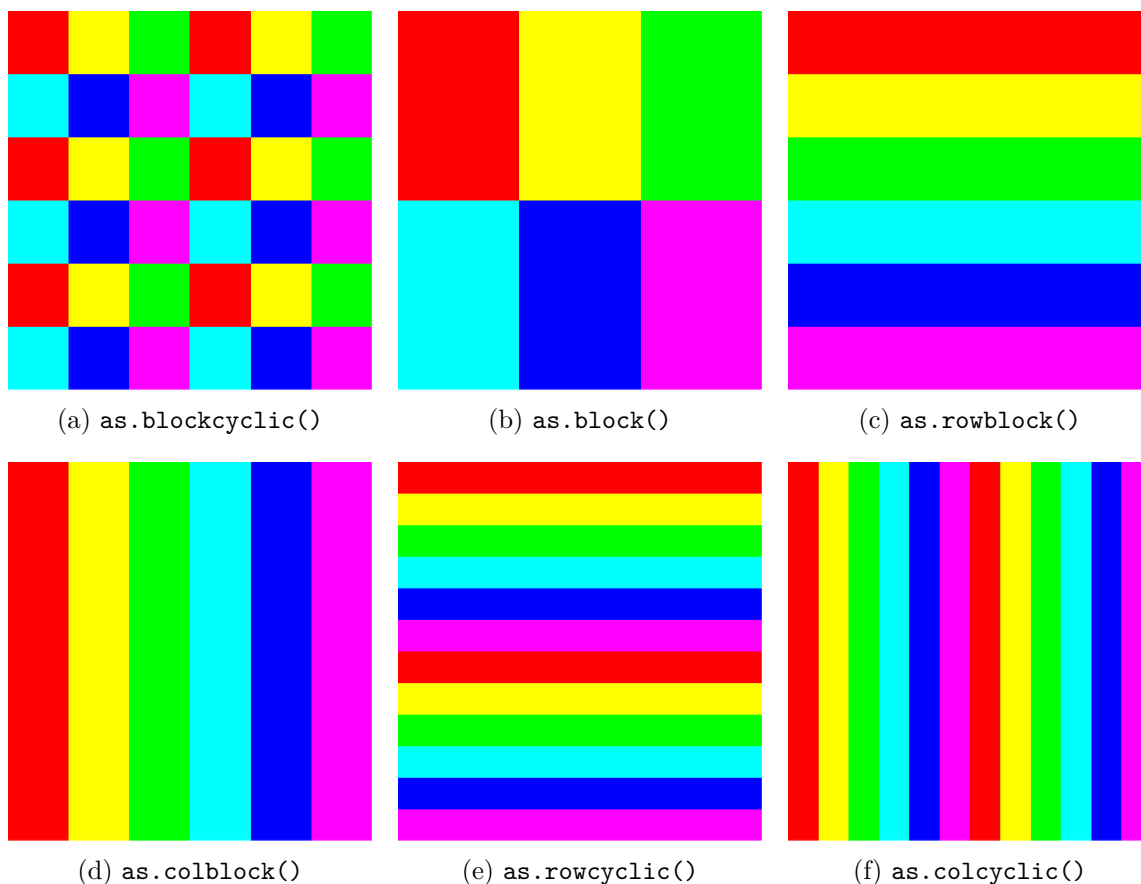 (a) as.blockcyclic()
(b) as.block()
(c) as.rowblock()
(d) as.colblock()
(e) as.rowcyclic()
(f) as.colcyclic()